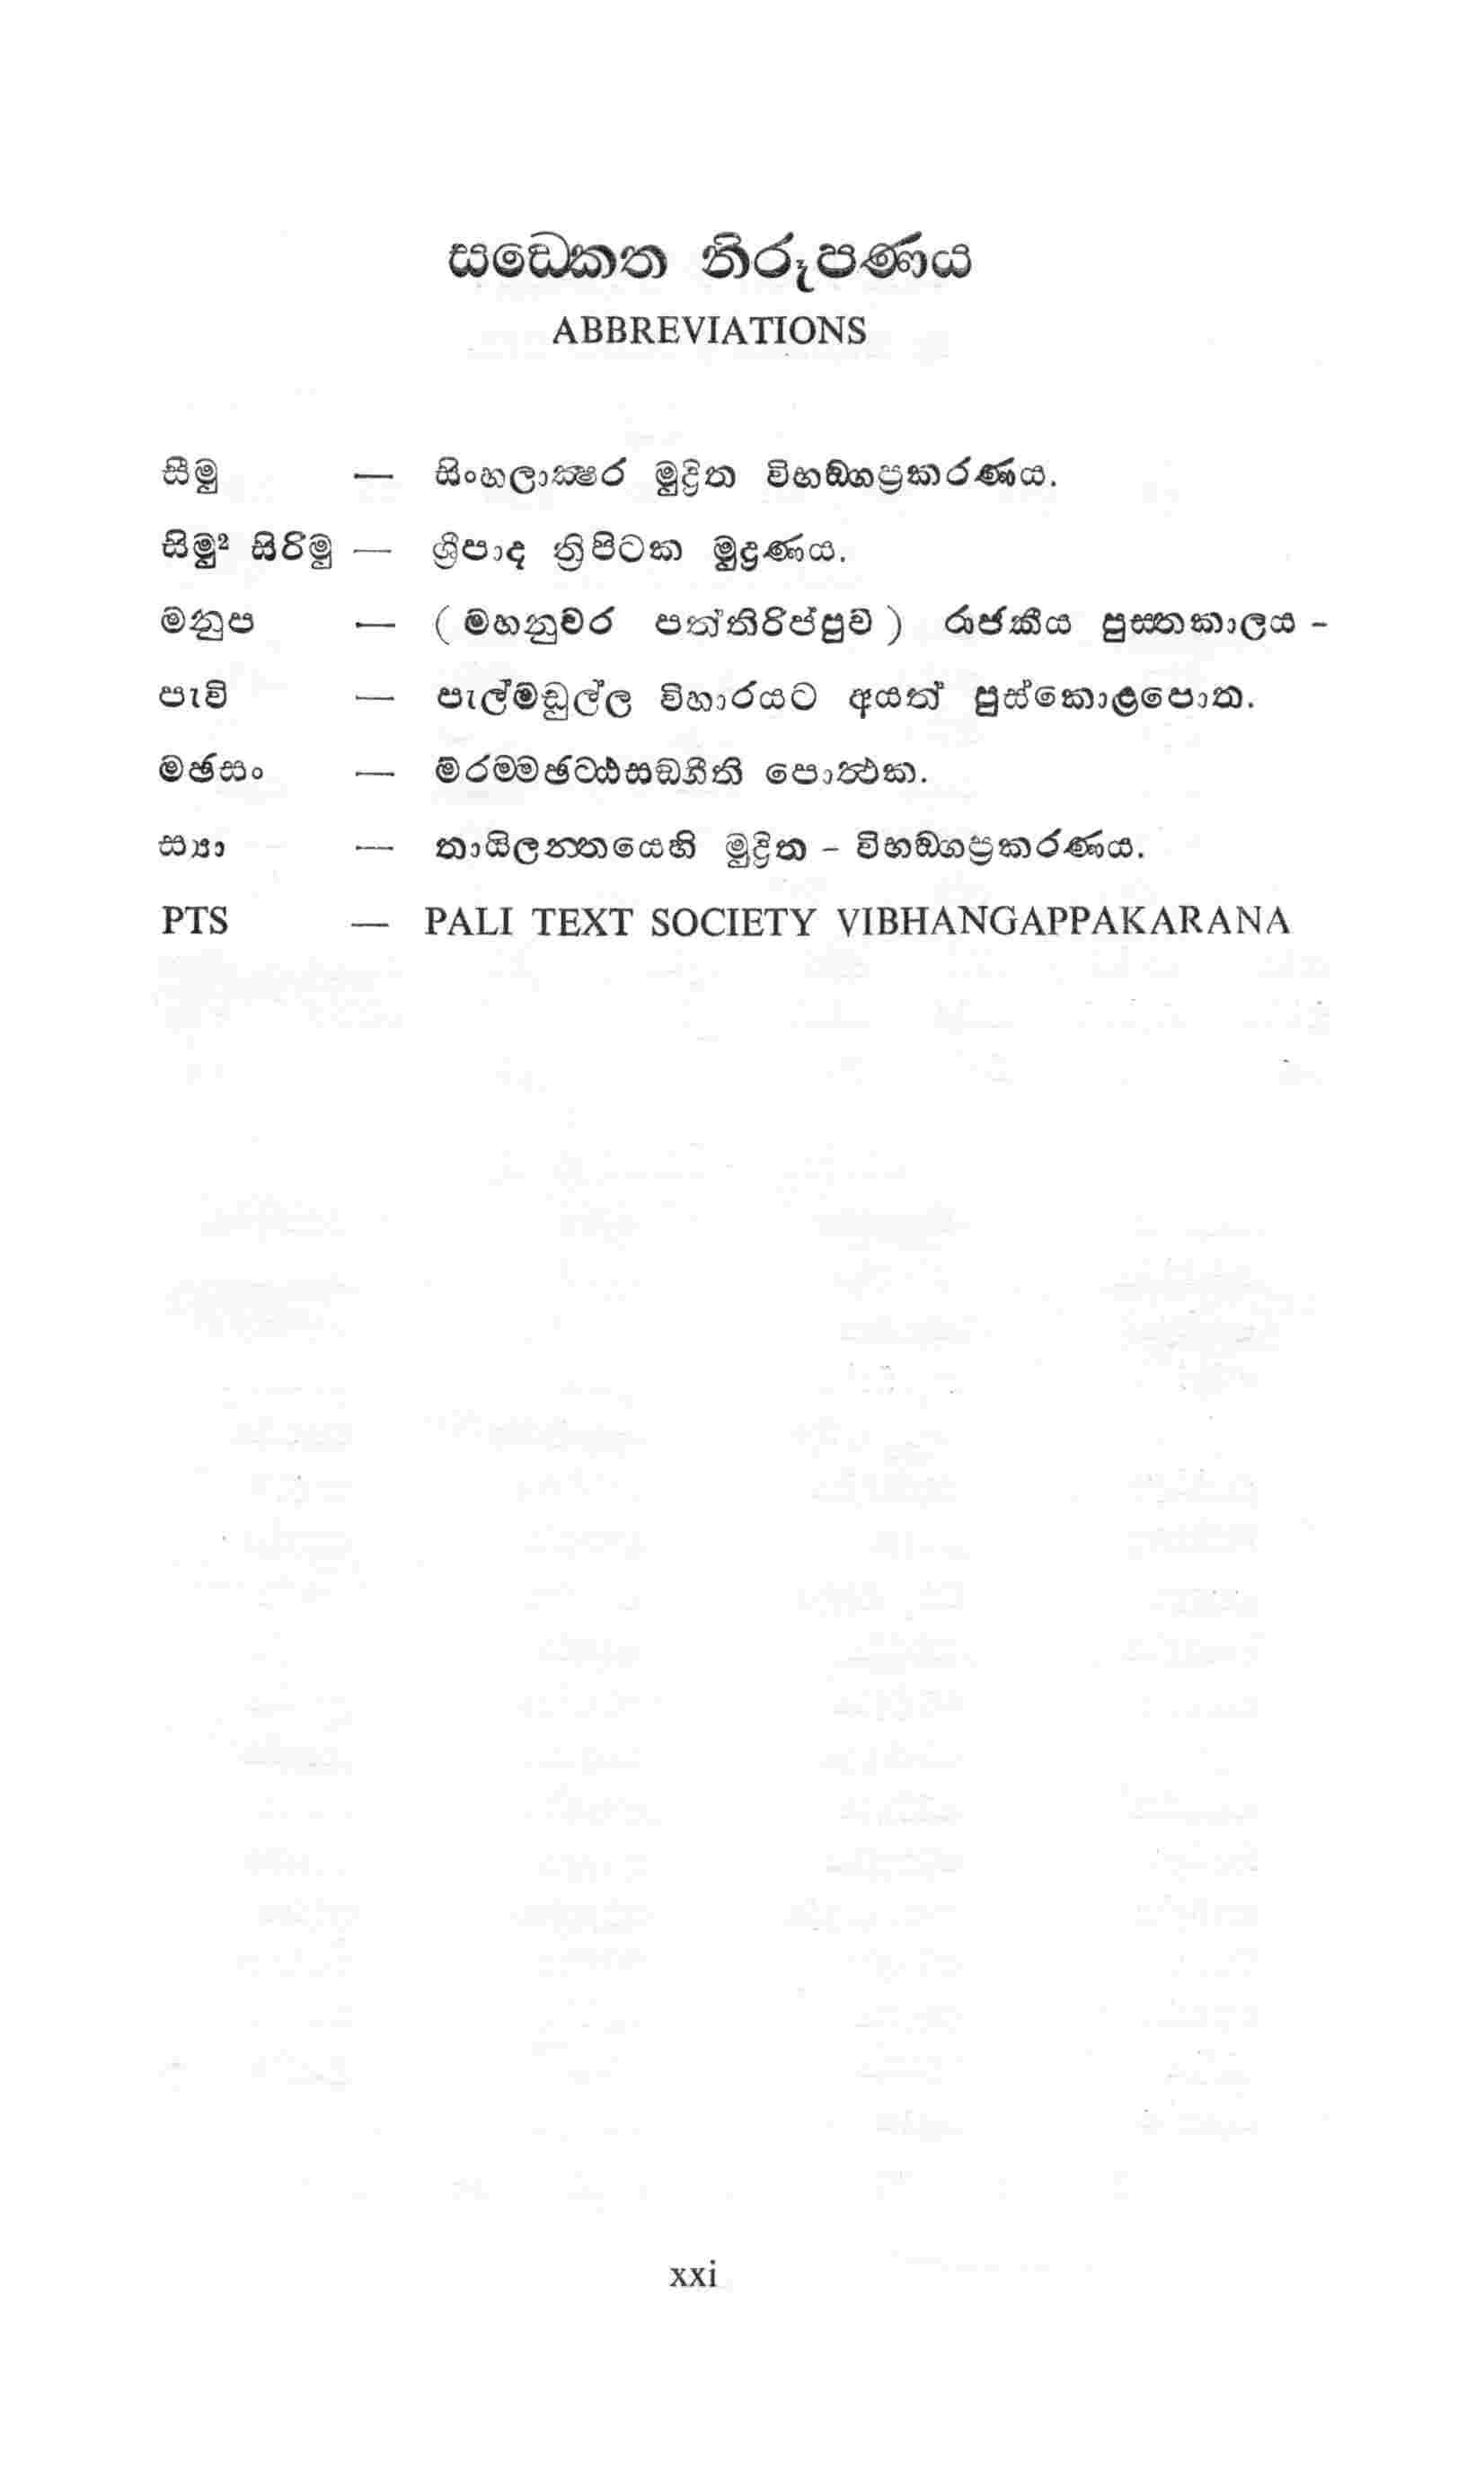 සඞ්කෙත නිරූපණය
ABBREVIATIONS
සීමු — සිංහලාක්‍ෂර මුද්‍රිත විභඞ්ගප්‍රකරණය.
සිමු² සිරිමු — ශ්‍රීපාද ත්‍රිපිටක මුද්‍රණය.
මනුප — ( මහනුවර පත්තිරිප්පුව ) රාජකීය පුස්තකාලය -
පැවි — පැල්මඩුල්ල විහාරයට අයත් පුස්කොළපොත.
මඡසං — මරම්මඡට්ඨසඞ්ගීති පොත්‍ථක.
ස්‍යා — තායිලන්තයෙහි මුද්‍රිත - විභඞ්ගප්‍රකරණය.
PTS — PALI TEXT SOCIETY VIBHANGAPPAKARANA
xxi